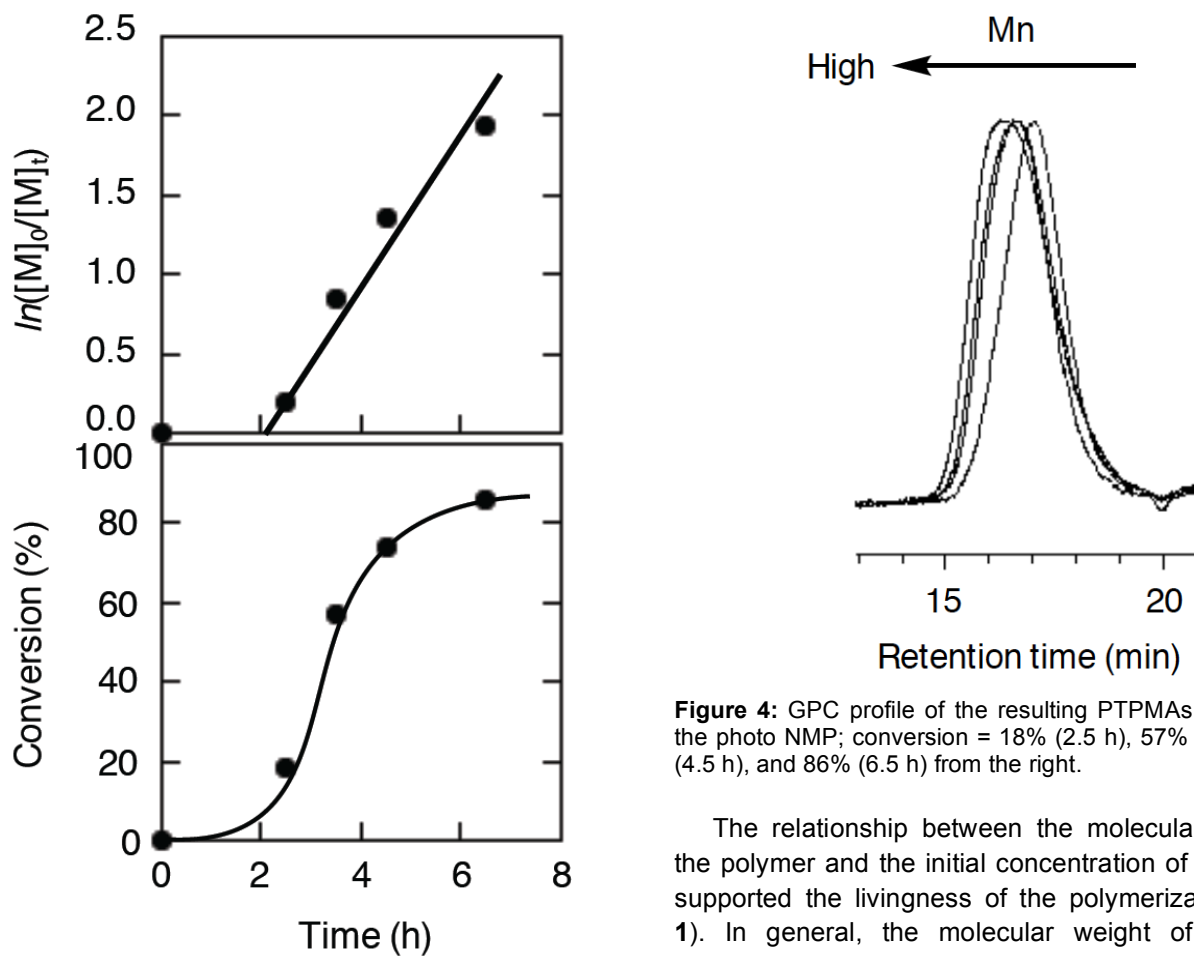 2.5
2.0
1.5
1.0
0.5
0.0
ln([M]₀/[M]t)
100
80
60
40
20
0
Conversion (%)
0 2 4 6 8
Time (h)
Mn
High
15 20
Retention time (min)
Figure 4: GPC profile of the resulting PTPMAs
the photo NMP; conversion = 18% (2.5 h), 57%
(4.5 h), and 86% (6.5 h) from the right.
The relationship between the molecula
the polymer and the initial concentration of
supported the livingness of the polymeriza
1). In general, the molecular weight of